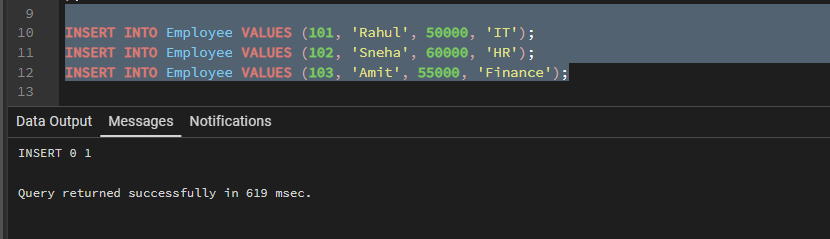 9
10 INSERT INTO Employee VALUES (101, 'Rahul', 50000, 'IT');
11 INSERT INTO Employee VALUES (102, 'Sneha', 60000, 'HR');
12 INSERT INTO Employee VALUES (103, 'Amit', 55000, 'Finance');
13
Data Output Messages Notifications
INSERT 0 1
Query returned successfully in 619 msec.